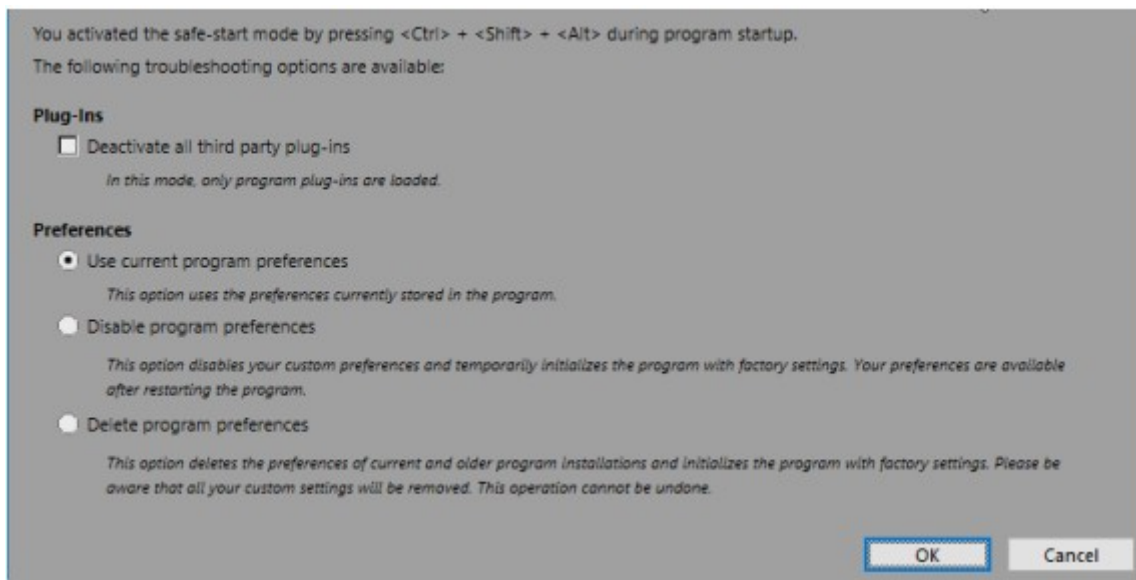 You activated the safe-start mode by pressing <Ctrl> + <Shift> + <Alt> during program startup.
The following troubleshooting options are available:
Plug-Ins
Deactivate all third party plug-ins
In this mode, only program plug-ins are loaded.
Preferences
Use current program preferences
This option uses the preferences currently stored in the program.
Disable program preferences
This option disables your custom preferences and temporarily initializes the program with factory settings. Your preferences are available
after restarting the program.
Delete program preferences
This option deletes the preferences of current and older program installations and initializes the program with factory settings. Please be
aware that all your custom settings will be removed. This operation cannot be undone.
OK Cancel